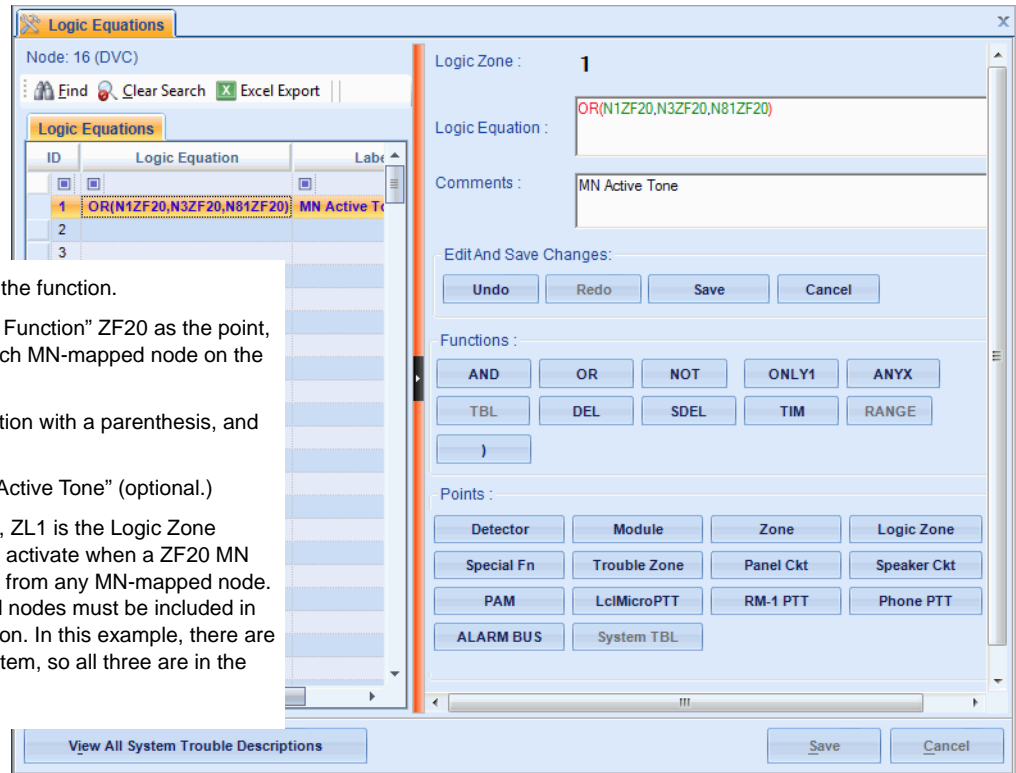 Logic Equations
Node: 16 (DVC)
Find Clear Search Excel Export
Logic Equations
ID Logic Equation
1 OR(N1ZF20,N3ZF20,N81ZF20) MN Active
2
3
the function.
Function” ZF20 as the point,
MN-mapped node on the
with a parenthesis, and
Active Tone” (optional.)
, ZL1 is the Logic Zone
activate when a ZF20 MN
from any MN-mapped node.
nodes must be included in
on. In this example, there are
so all three are in the
View All System Trouble Descriptions
Logic Zone : 1
Logic Equation : OR(N1ZF20,N3ZF20,N81ZF20)
Comments : MN Active Tone
Edit And Save Changes:
Undo Redo Save Cancel
Functions :
AND OR NOT ONLY1 ANYX
TBL DEL SDEL TIM RANGE
)
Points :
Detector Module Zone Logic Zone
Special Fn Trouble Zone Panel Ckt Speaker Ckt
PAM LclMicroPTT RM-1 PTT Phone PTT
ALARM BUS System TBL
Save Cancel